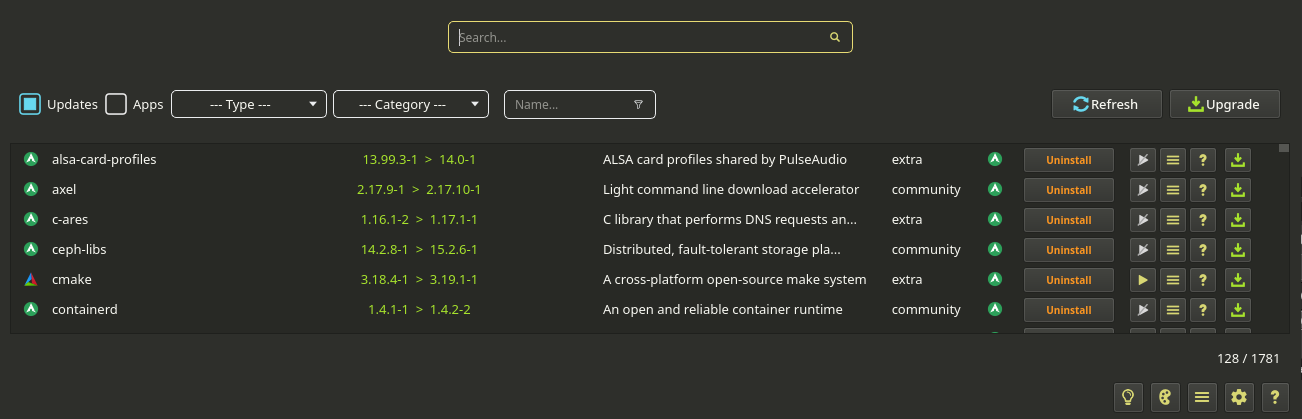 Search...
Updates Apps --- Type --- --- Category --- Name... Refresh Upgrade
alsa-card-profiles 13.99.3-1 > 14.0-1 ALSA card profiles shared by PulseAudio extra Uninstall ?
axel 2.17.9-1 > 2.17.10-1 Light command line download accelerator community Uninstall ?
c-ares 1.16.1-2 > 1.17.1-1 C library that performs DNS requests an... extra Uninstall ?
ceph-libs 14.2.8-1 > 15.2.6-1 Distributed, fault-tolerant storage pla... community Uninstall ?
cmake 3.18.4-1 > 3.19.1-1 A cross-platform open-source make system extra Uninstall ?
containerd 1.4.1-1 > 1.4.2-2 An open and reliable container runtime community Uninstall ?
128 / 1781
?